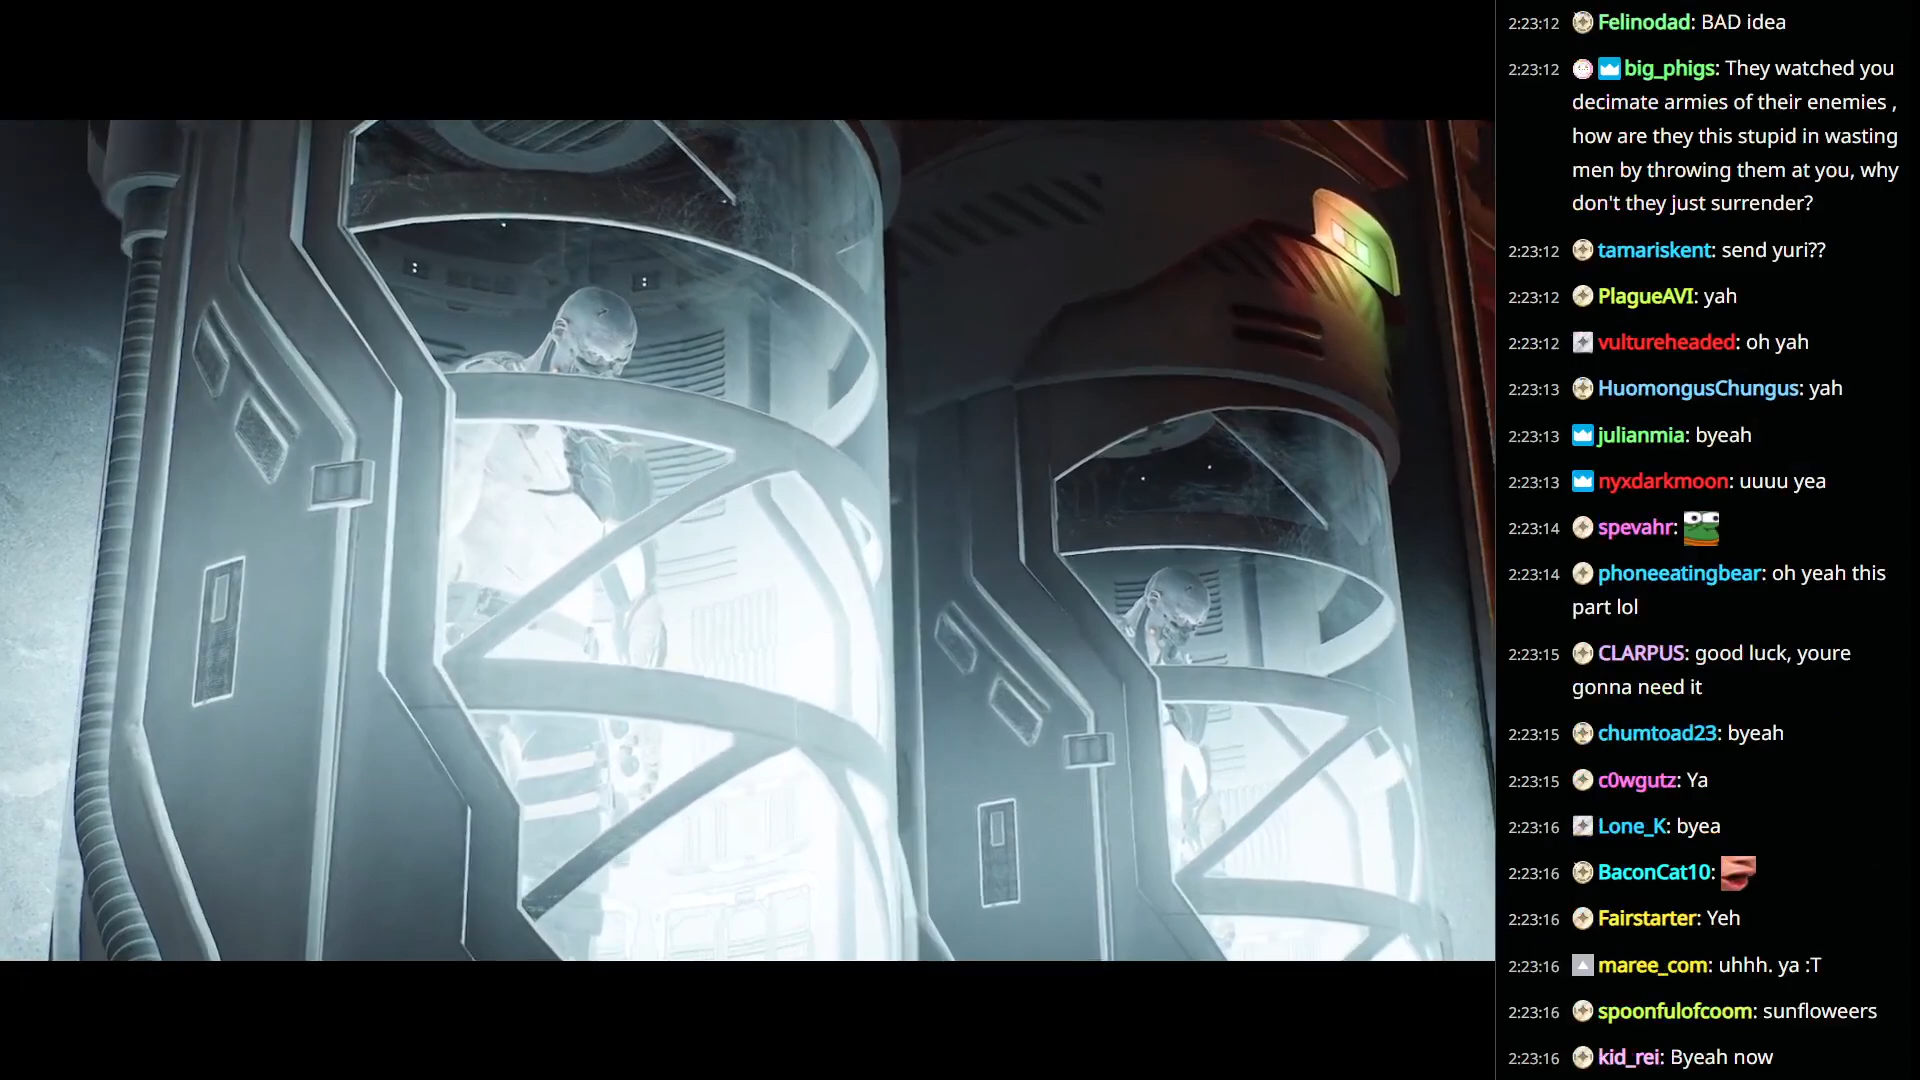 2:23:12 Felinodad: BAD idea
2:23:12 big_phigs: They watched you
decimate armies of their enemies ,
how are they this stupid in wasting
men by throwing them at you, why
don't they just surrender?
2:23:12 tamariskent: send yuri??
2:23:12 PlagueAVI: yah
2:23:12 vultureheaded: oh yah
2:23:13 HuomongusChungus: yah
2:23:13 julianmia: byeah
2:23:13 nyxdarkmoon: uuuu yea
2:23:14 spevahr:
2:23:14 phoneeatingbear: oh yeah this
part lol
2:23:15 CLARPUS: good luck, youre
gonna need it
2:23:15 chumtoad23: byeah
2:23:15 c0wgutz: Ya
2:23:16 Lone_K: byea
2:23:16 BaconCat10:
2:23:16 Fairstarter: Yeh
2:23:16 maree_com: uhhh. ya :T
2:23:16 spoonfulofcoom: sunfloweers
2:23:16 kid_rei: Byeah now